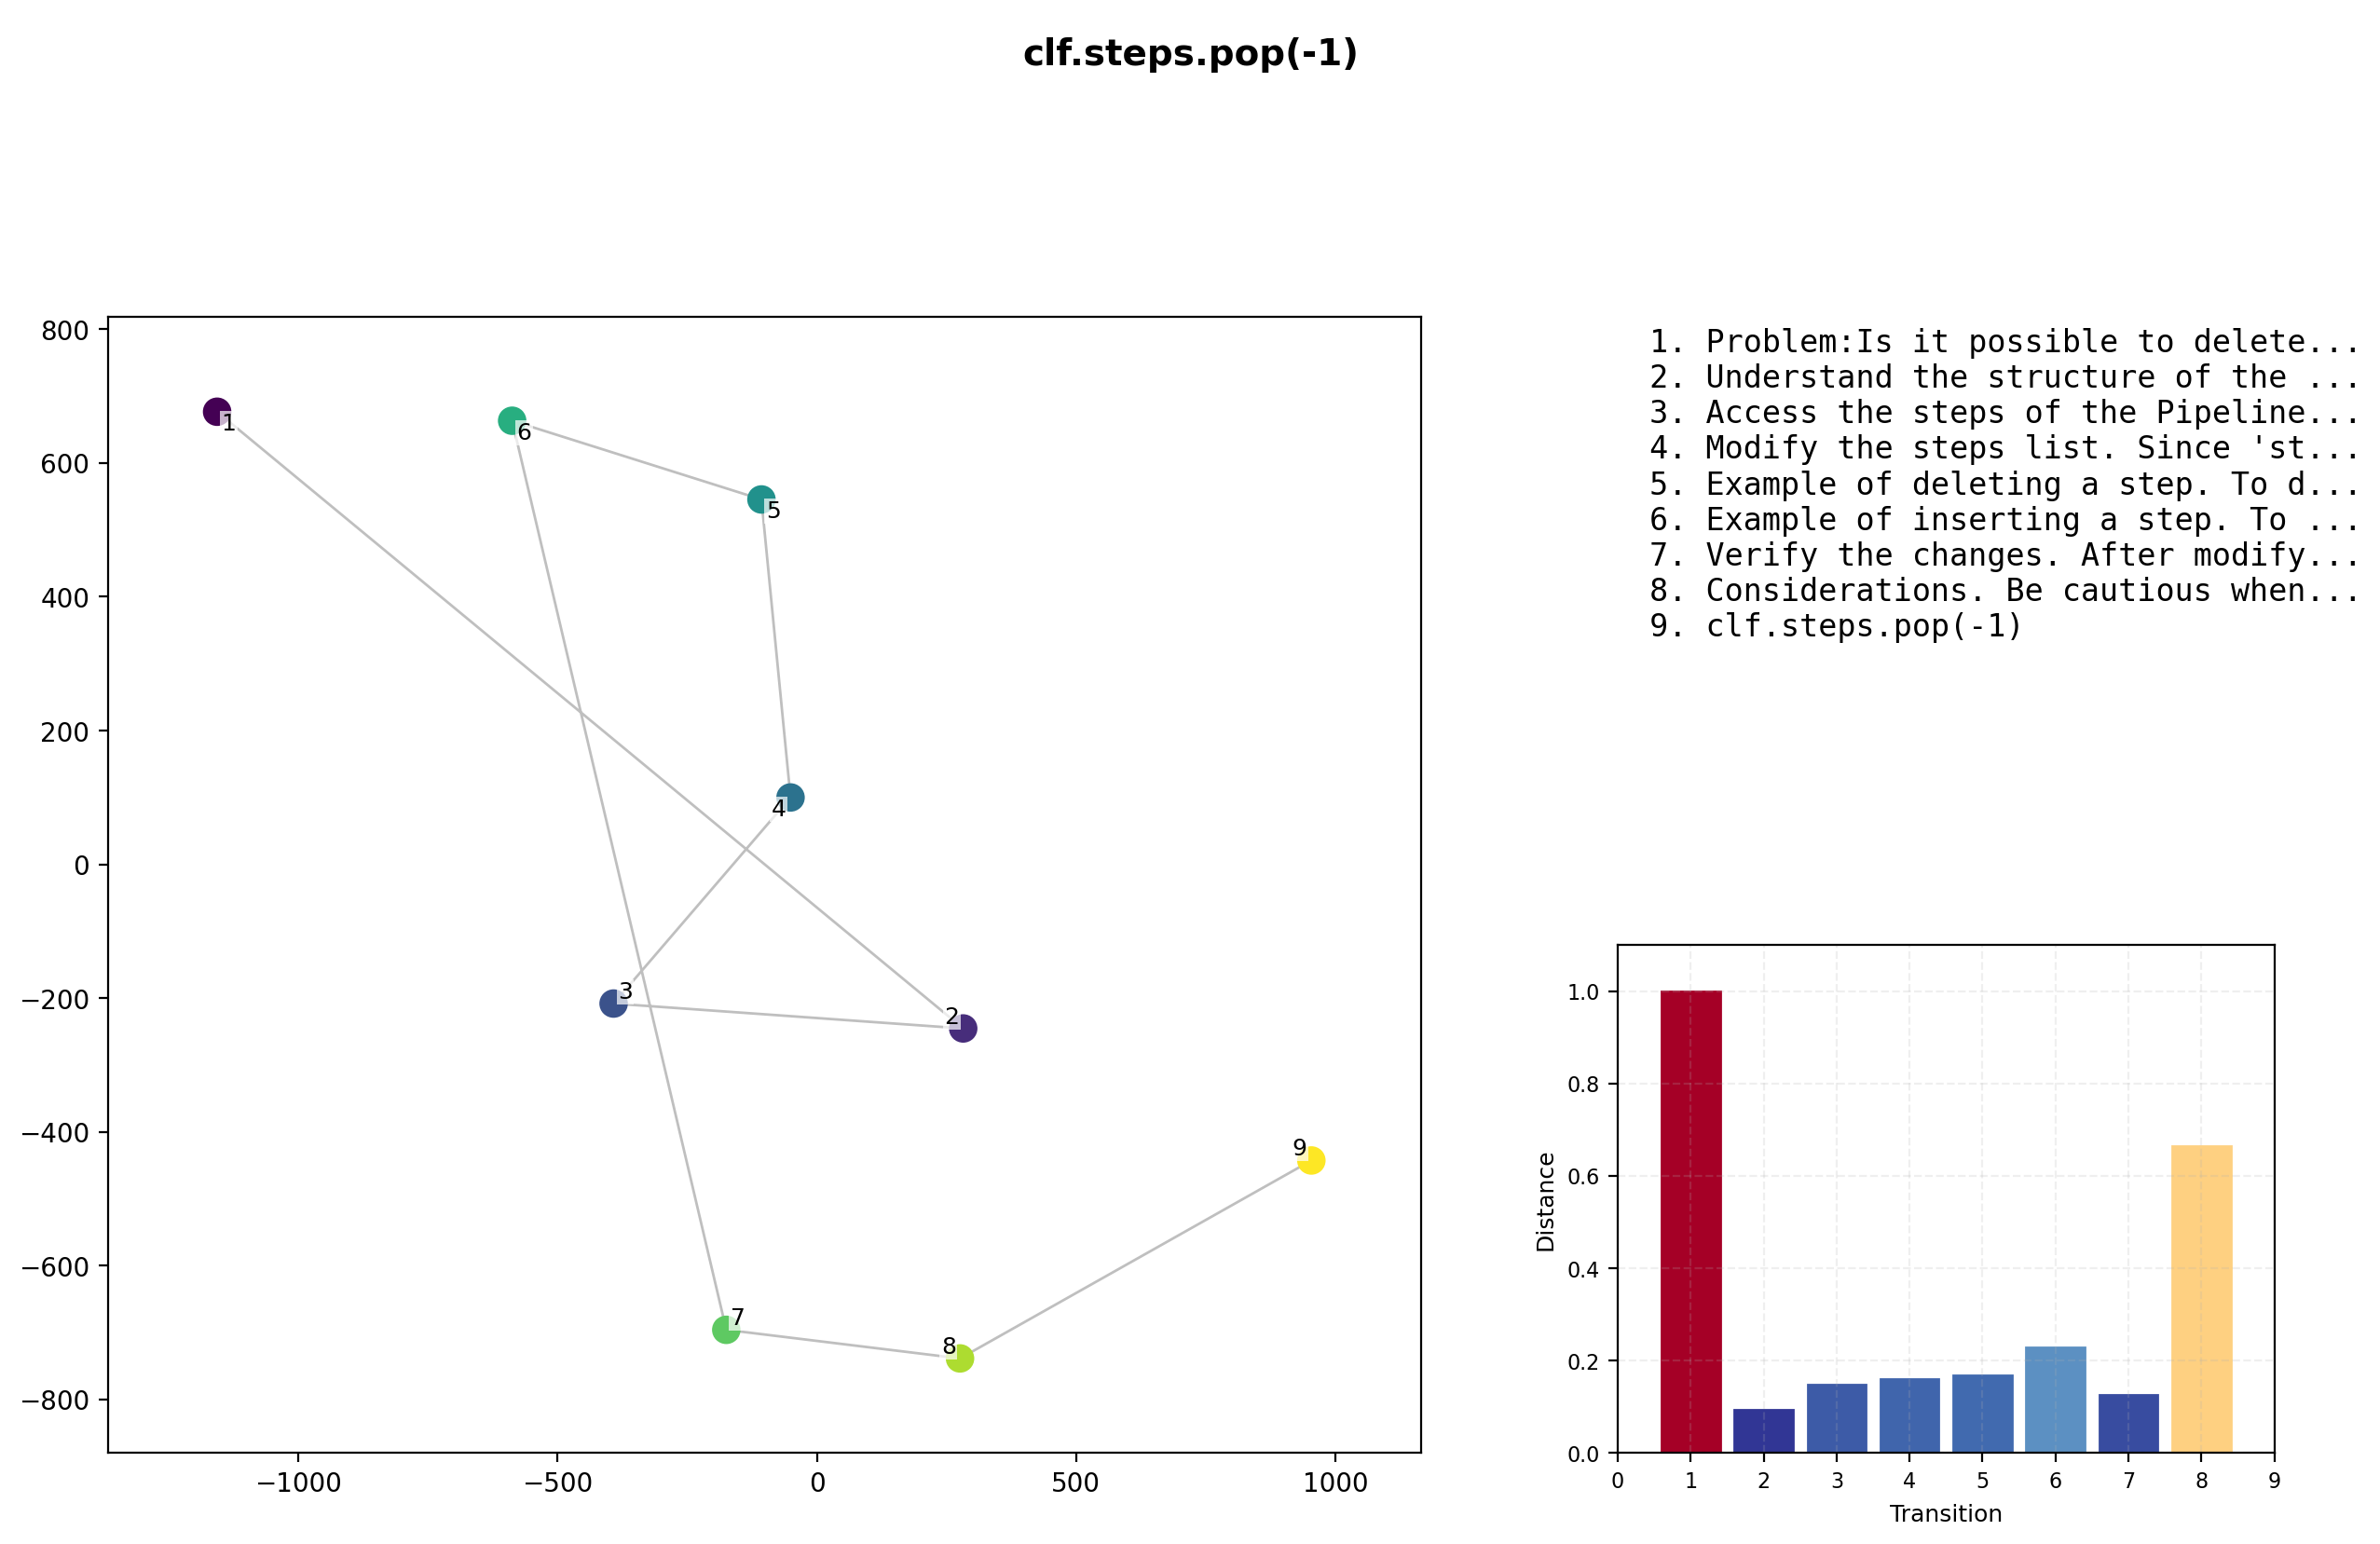 clf.steps.pop(-1)
800
600
400
200
0
−200
−400
−600
−800
−1000
−500
0
500
1000
1
2
3
4
5
6
7
8
9
1. Problem:Is it possible to delete...
2. Understand the structure of the ...
3. Access the steps of the Pipeline...
4. Modify the steps list. Since 'st...
5. Example of deleting a step. To d...
6. Example of inserting a step. To ...
7. Verify the changes. After modify...
8. Considerations. Be cautious when...
9. clf.steps.pop(-1)
Distance
1.0
0.8
0.6
0.4
0.2
0.0
0 1 2 3 4 5 6 7 8 9
Transition